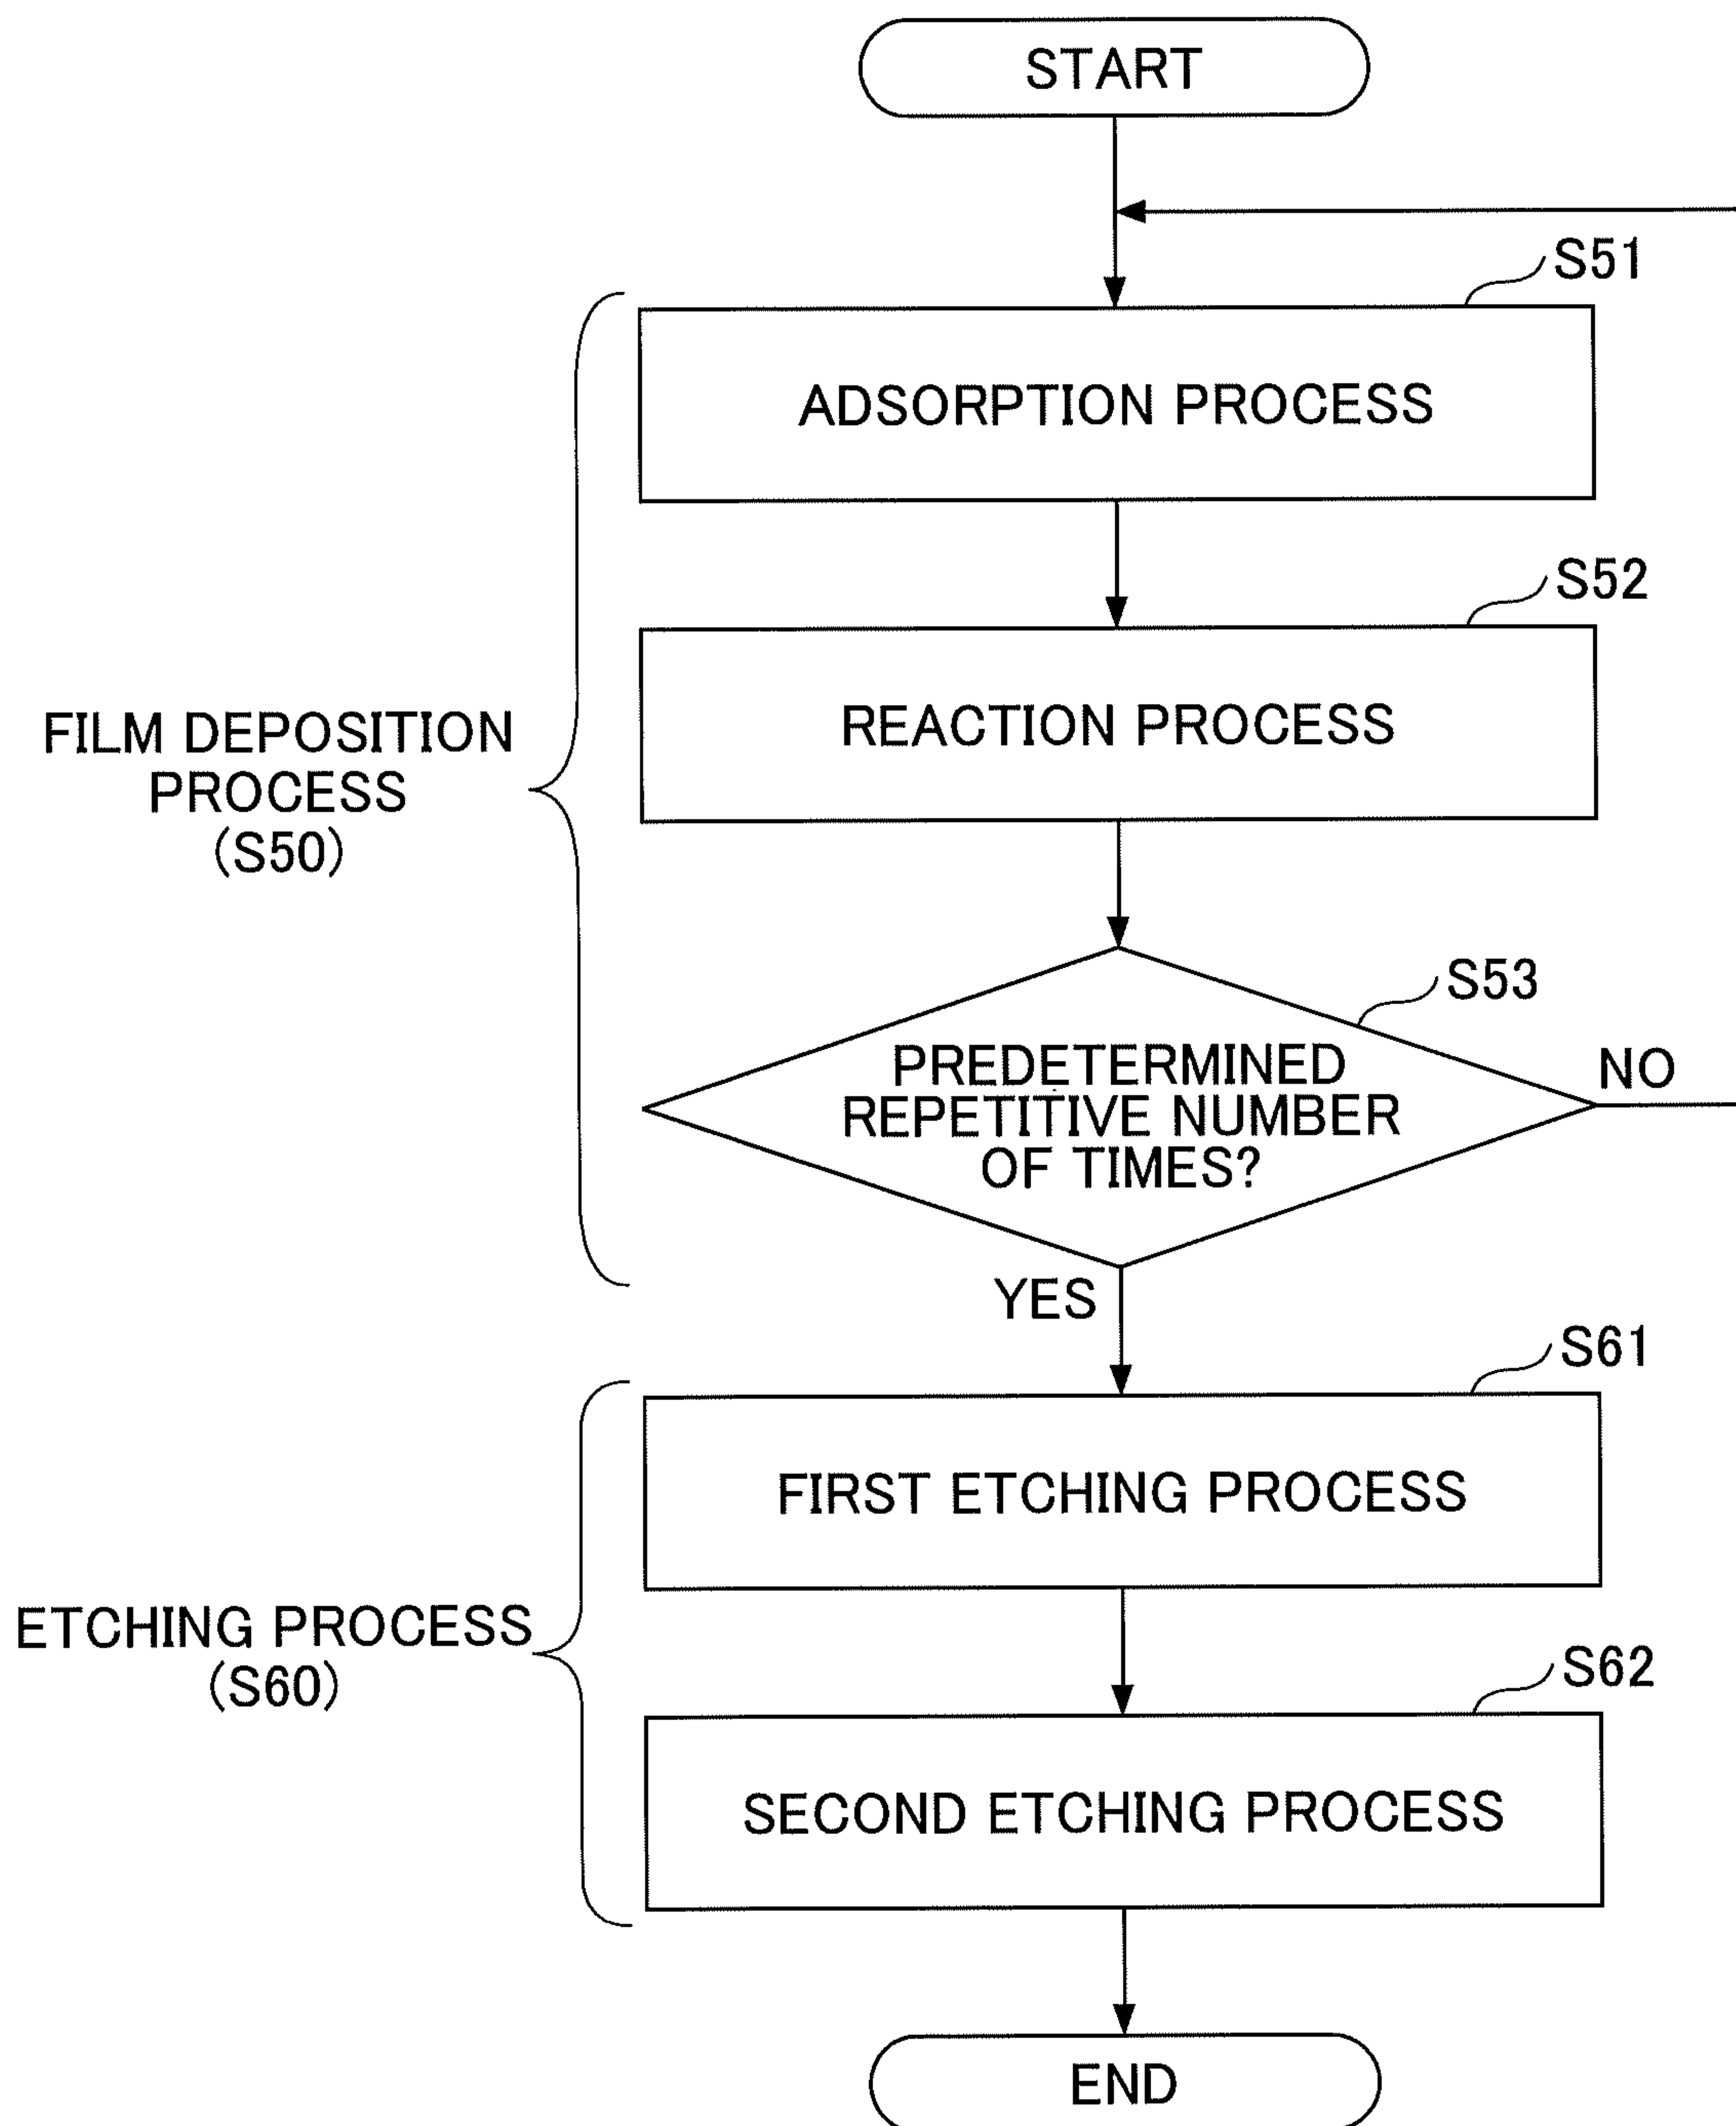 START
S51
ADSORPTION PROCESS
S52
REACTION PROCESS
FILM DEPOSITION
PROCESS
(S50)
S53
PREDETERMINED
REPETITIVE NUMBER
OF TIMES?
NO
YES
S61
FIRST ETCHING PROCESS
ETCHING PROCESS
(S60)
S62
SECOND ETCHING PROCESS
END